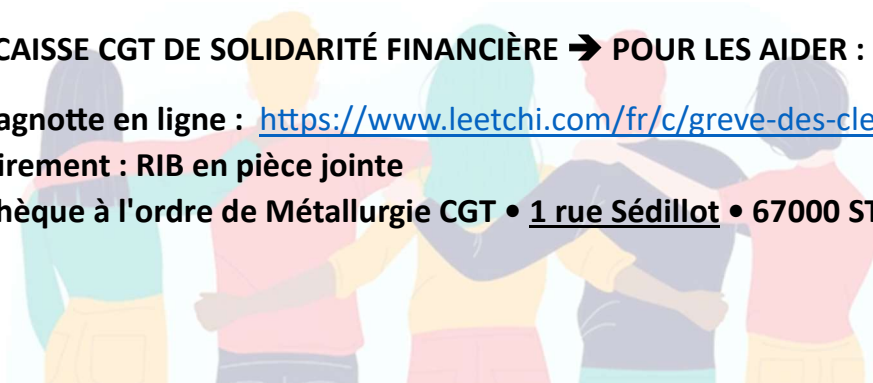 CAISSE CGT DE SOLIDARITÉ FINANCIÈRE ➔ POUR LES AIDER :
agnotte en ligne : https://www.leetchi.com/fr/c/greve-des-cle
irement : RIB en pièce jointe
hèque à l'ordre de Métallurgie CGT • 1 rue Sédillot • 67000 ST